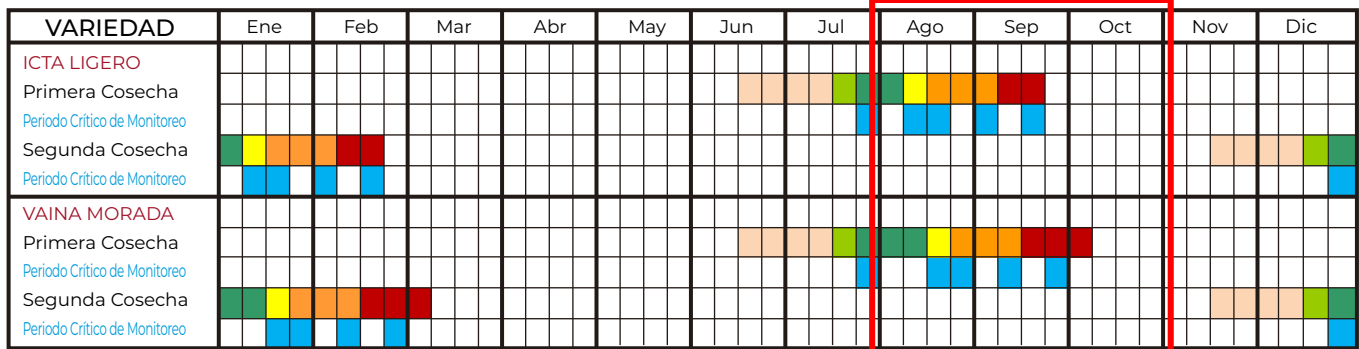 VARIEDAD Ene Feb Mar Abr May Jun Jul Ago Sep Oct Nov Dic
ICTA LIGERO
Primera Cosecha
Periodo Crítico de Monitoreo
Segunda Cosecha
Periodo Crítico de Monitoreo
VAINA MORADA
Primera Cosecha
Periodo Crítico de Monitoreo
Segunda Cosecha
Periodo Crítico de Monitoreo